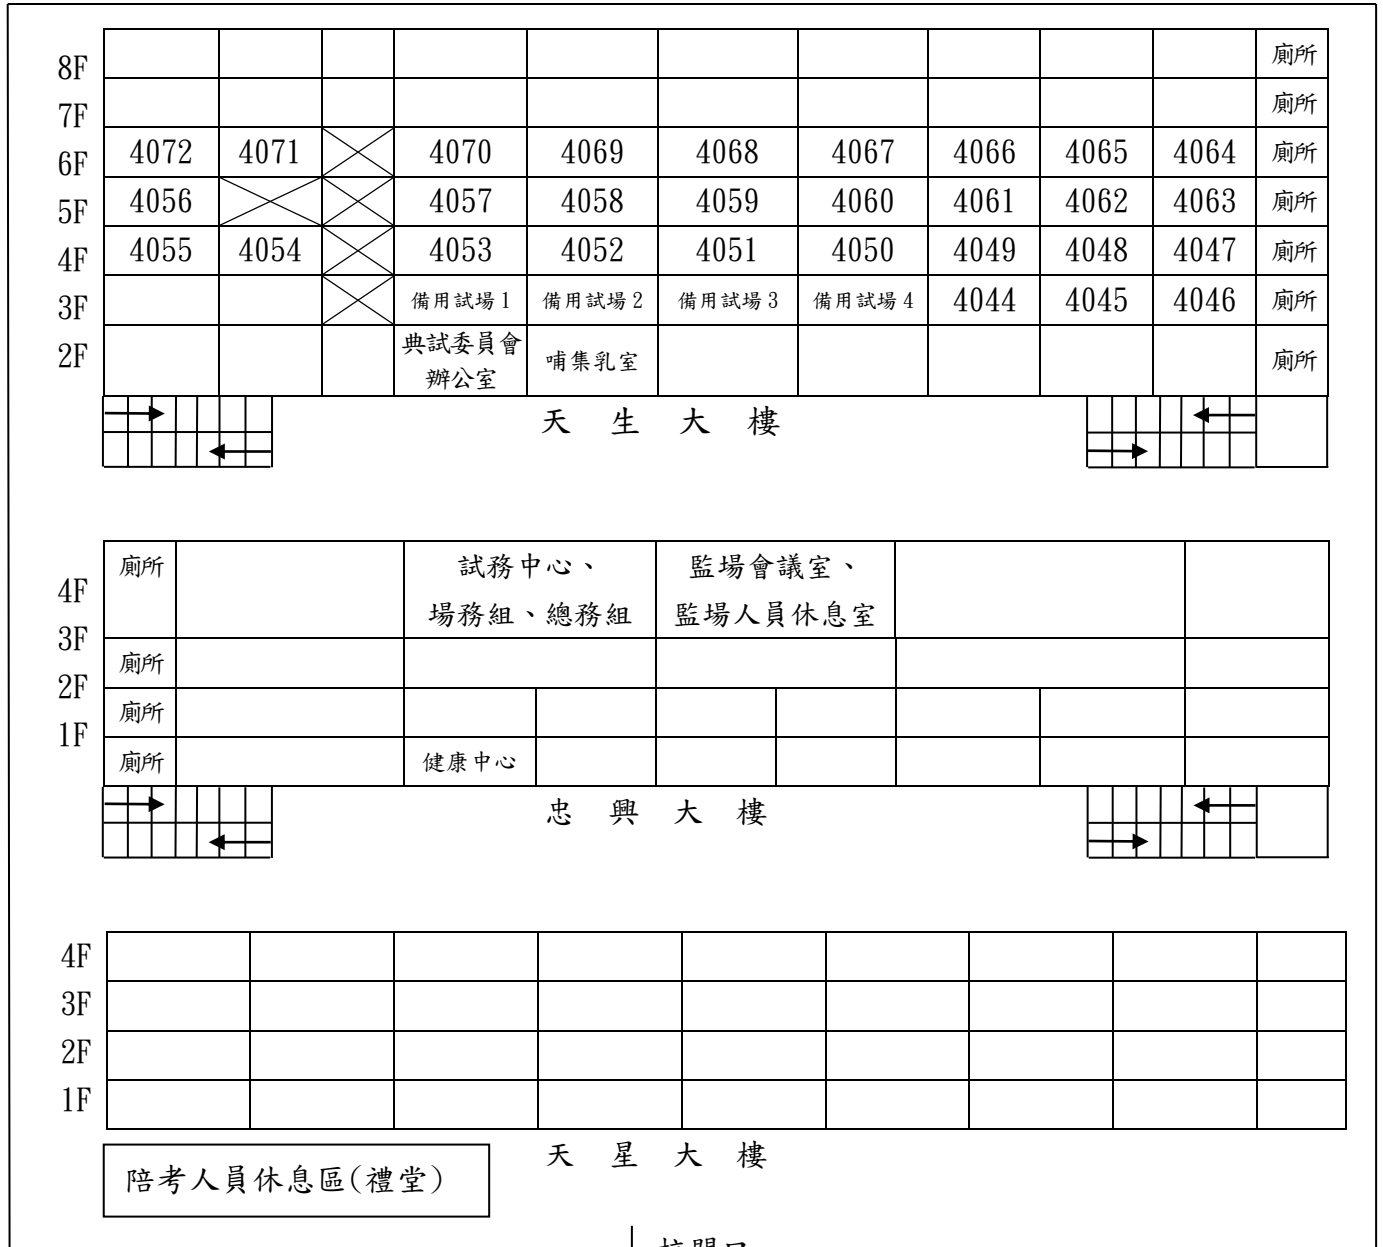 8F 廁所
7F 廁所
6F 4072 4071 4070 4069 4068 4067 4066 4065 4064 廁所
5F 4056 4057 4058 4059 4060 4061 4062 4063 廁所
4F 4055 4054 4053 4052 4051 4050 4049 4048 4047 廁所
3F 備用試場1 備用試場2 備用試場3 備用試場4 4044 4045 4046 廁所
2F 典試委員會 哺集乳室 廁所
辦公室
天生大樓
4F 廁所 試務中心、 監場會議室、
場務組、總務組 監場人員休息室
3F 廁所
2F 廁所
1F 廁所 健康中心
忠興大樓
4F
3F
2F
1F
天星大樓
陪考人員休息區(禮堂)